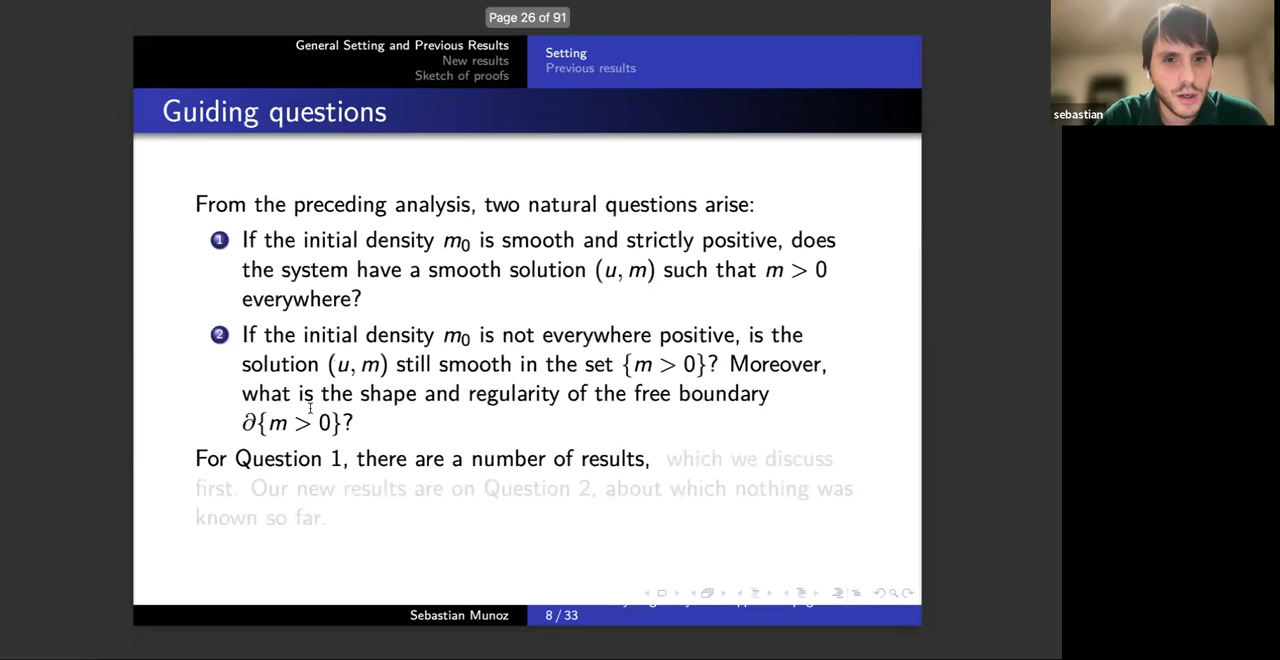 Page 26 of 91
General Setting and Previous Results
New results
Sketch of proofs
Setting
Previous results
Guiding questions
sebastian
From the preceding analysis, two natural questions arise:
1 If the initial density m₀ is smooth and strictly positive, does
the system have a smooth solution (u, m) such that m > 0
everywhere?
2 If the initial density m₀ is not everywhere positive, is the
solution (u, m) still smooth in the set {m > 0}? Moreover,
what is the shape and regularity of the free boundary
∂{m > 0}?
For Question 1, there are a number of results, which we discuss
first. Our new results are on Question 2, about which nothing was
known so far.
Sebastian Munoz
8 / 33